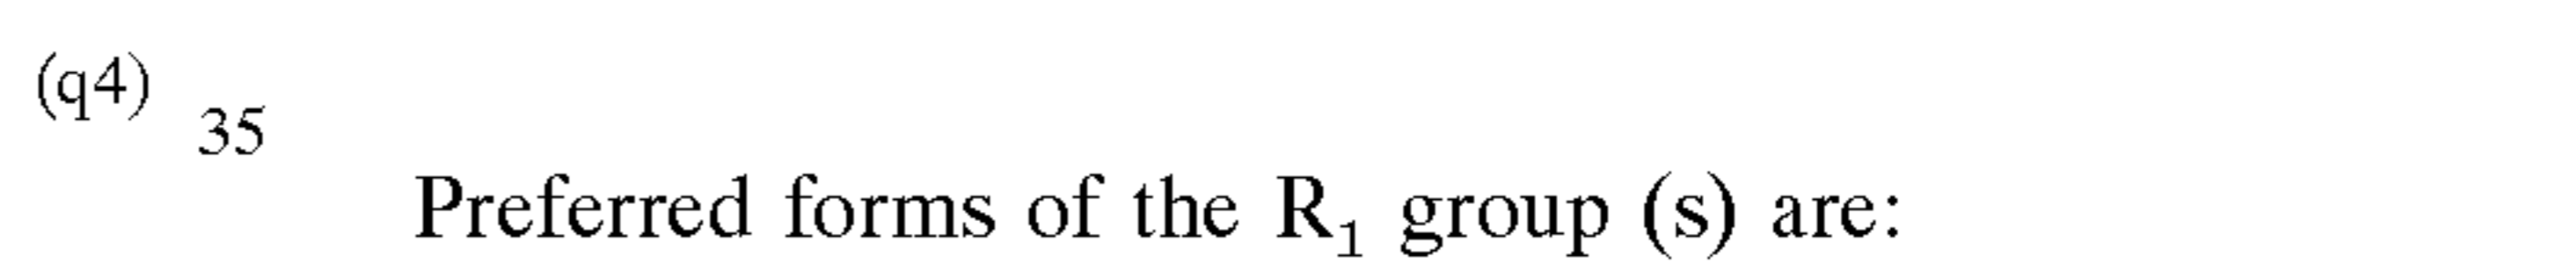 (q4)
35
Preferred forms of the R₁ group (s) are: